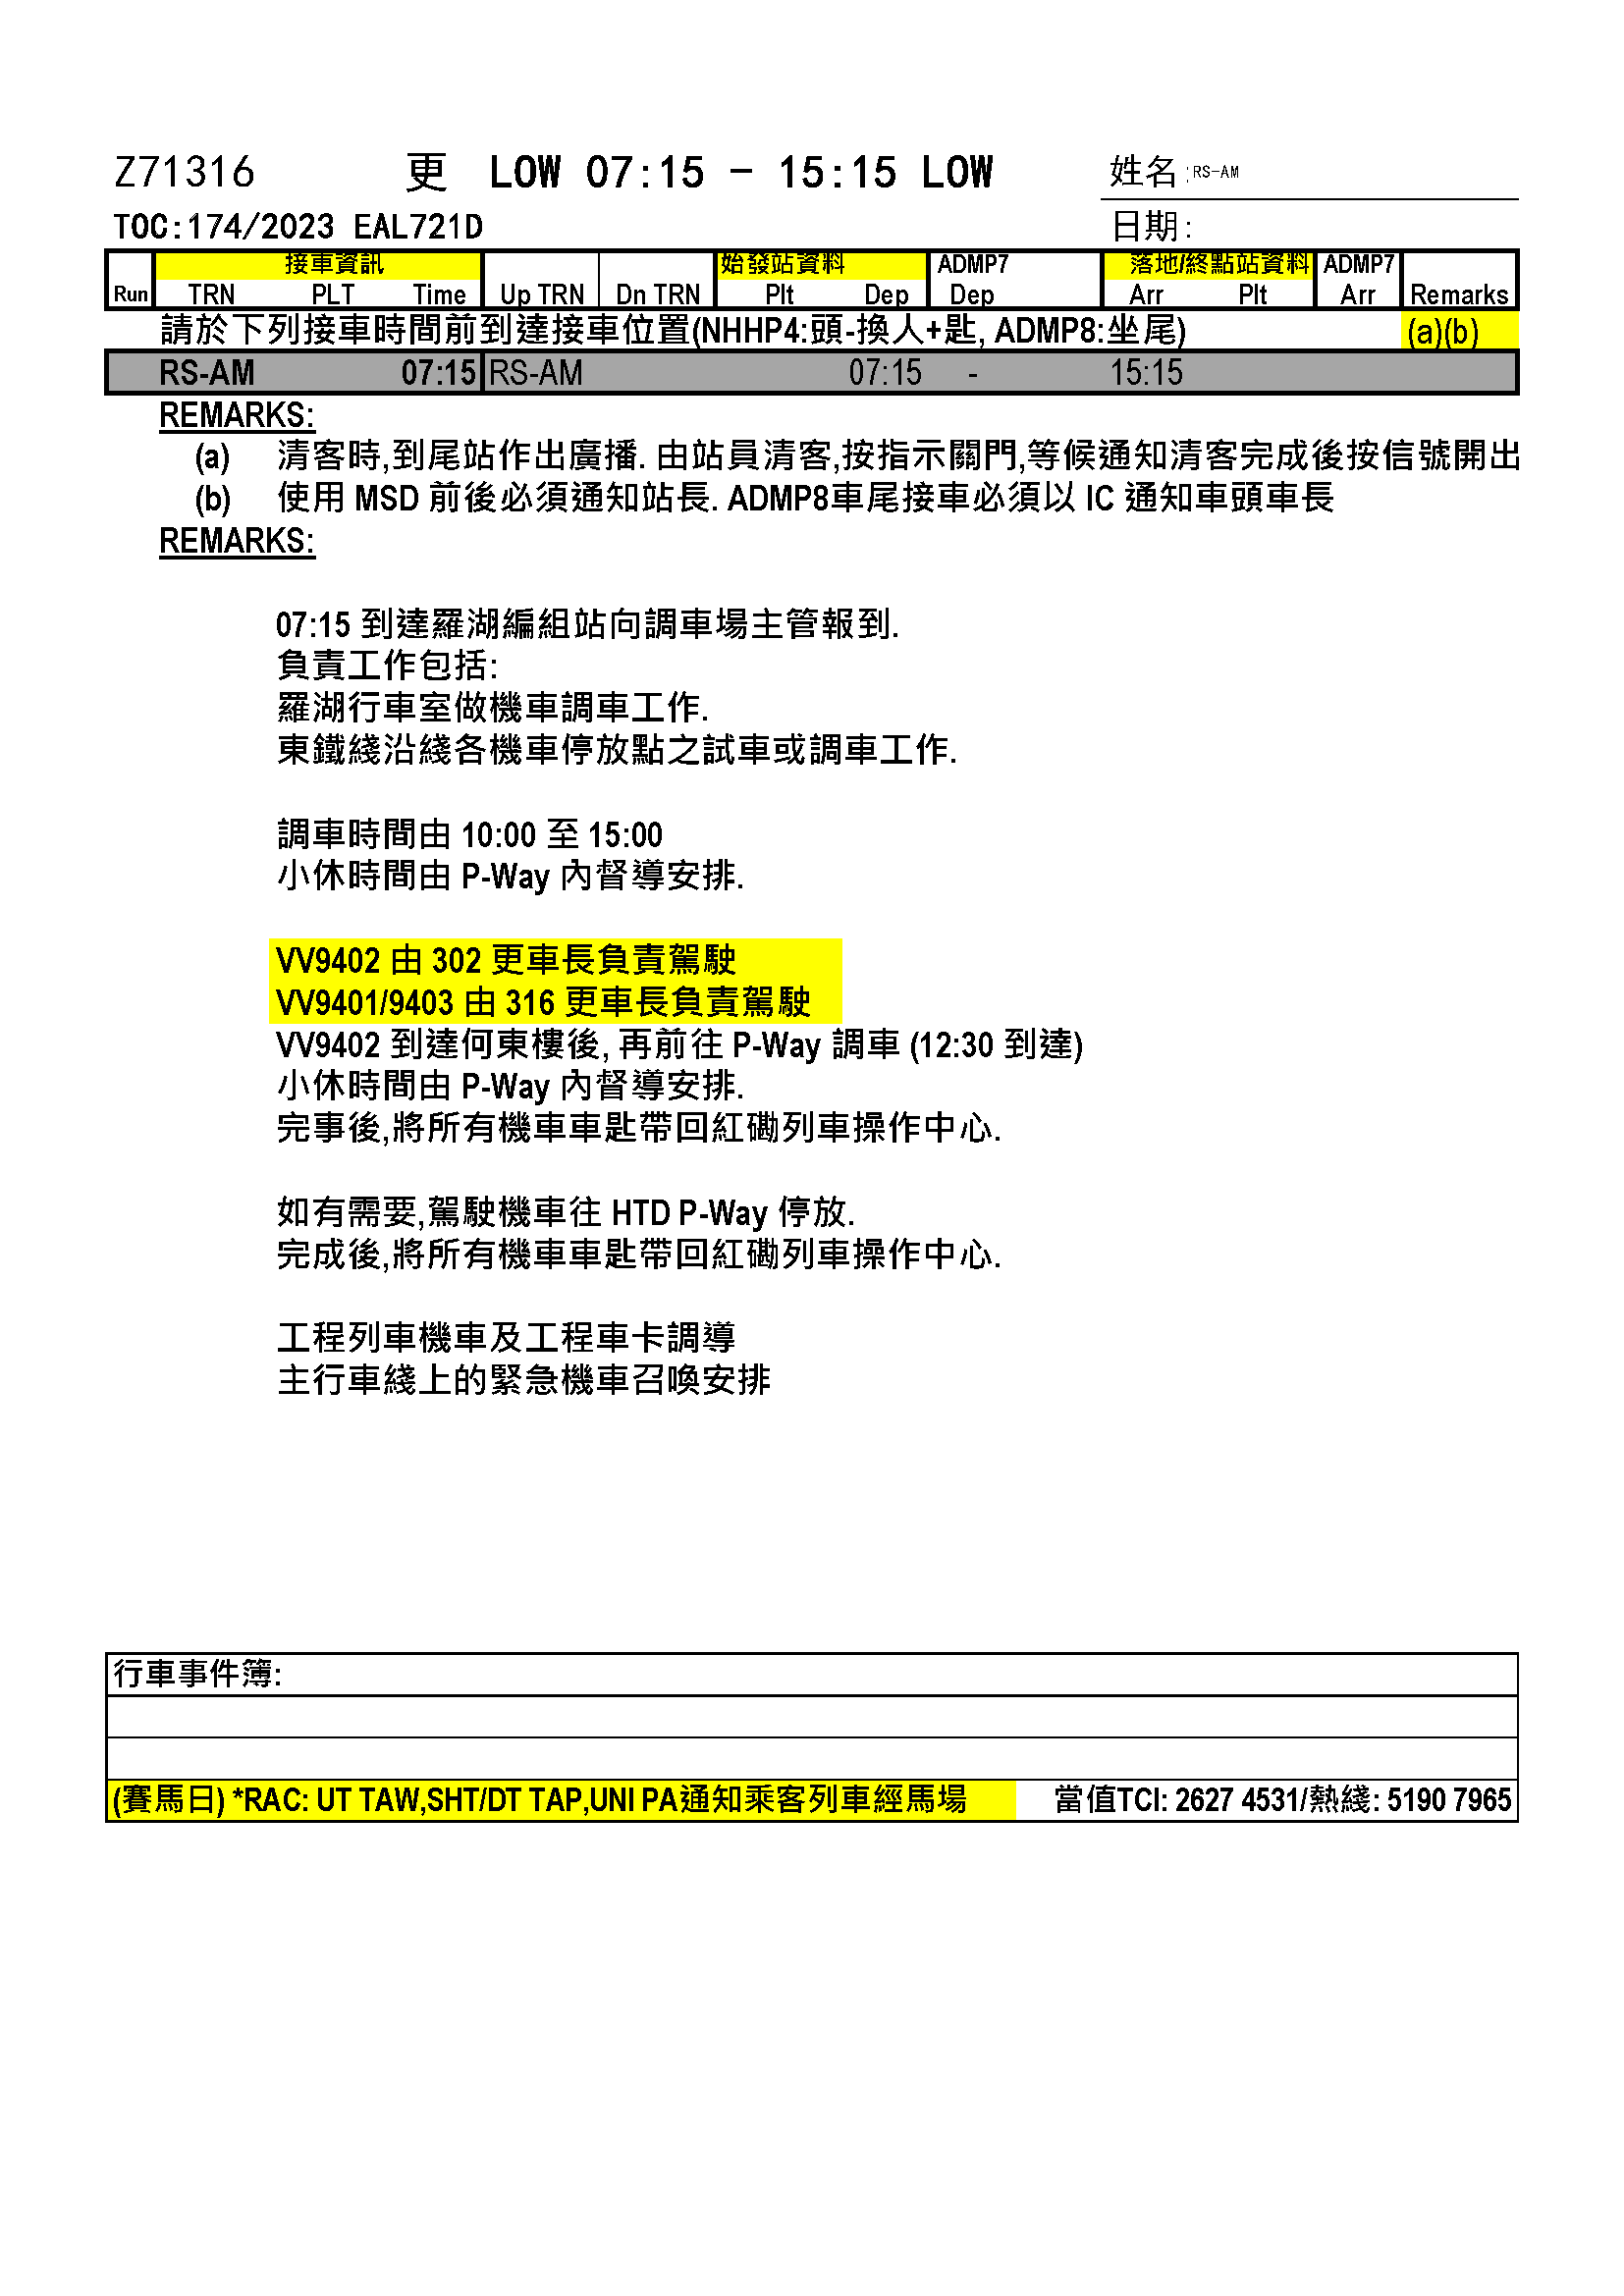 Z71316 更 LOW 07:15 - 15:15 LOW 姓名:RS-AM
TOC:174/2023 EAL721D 日期:
接車資訊 始發站資料 ADMP7 落地/終點站資料 ADMP7
Run TRN PLT Time Up TRN Dn TRN Plt Dep Dep Arr Plt Arr Remarks
請於下列接車時間前到達接車位置(NHHP4:頭-換人+匙, ADMP8:坐尾) (a)(b)
RS-AM 07:15 RS-AM 07:15 - 15:15
REMARKS:
(a) 清客時,到尾站作出廣播. 由站員清客,按指示關門,等候通知清客完成後按信號開出
(b) 使用 MSD 前後必須通知站長. ADMP8車尾接車必須以 IC 通知車頭車長
REMARKS:
07:15 到達羅湖編組站向調車場主管報到.
負責工作包括:
羅湖行車室做機車調車工作.
東鐵綫沿綫各機車停放點之試車或調車工作.
調車時間由 10:00 至 15:00
小休時間由 P-Way 內督導安排.
VV9402 由 302 更車長負責駕駛
VV9401/9403 由 316 更車長負責駕駛
VV9402 到達何東樓後, 再前往 P-Way 調車 (12:30 到達)
小休時間由 P-Way 內督導安排.
完事後,將所有機車車匙帶回紅磡列車操作中心.
如有需要,駕駛機車往 HTD P-Way 停放.
完成後,將所有機車車匙帶回紅磡列車操作中心.
工程列車機車及工程車卡調導
主行車綫上的緊急機車召喚安排
行車事件簿:
(賽馬日) *RAC: UT TAW,SHT/DT TAP,UNI PA通知乘客列車經馬場 當值TCI: 2627 4531/熱綫: 5190 7965